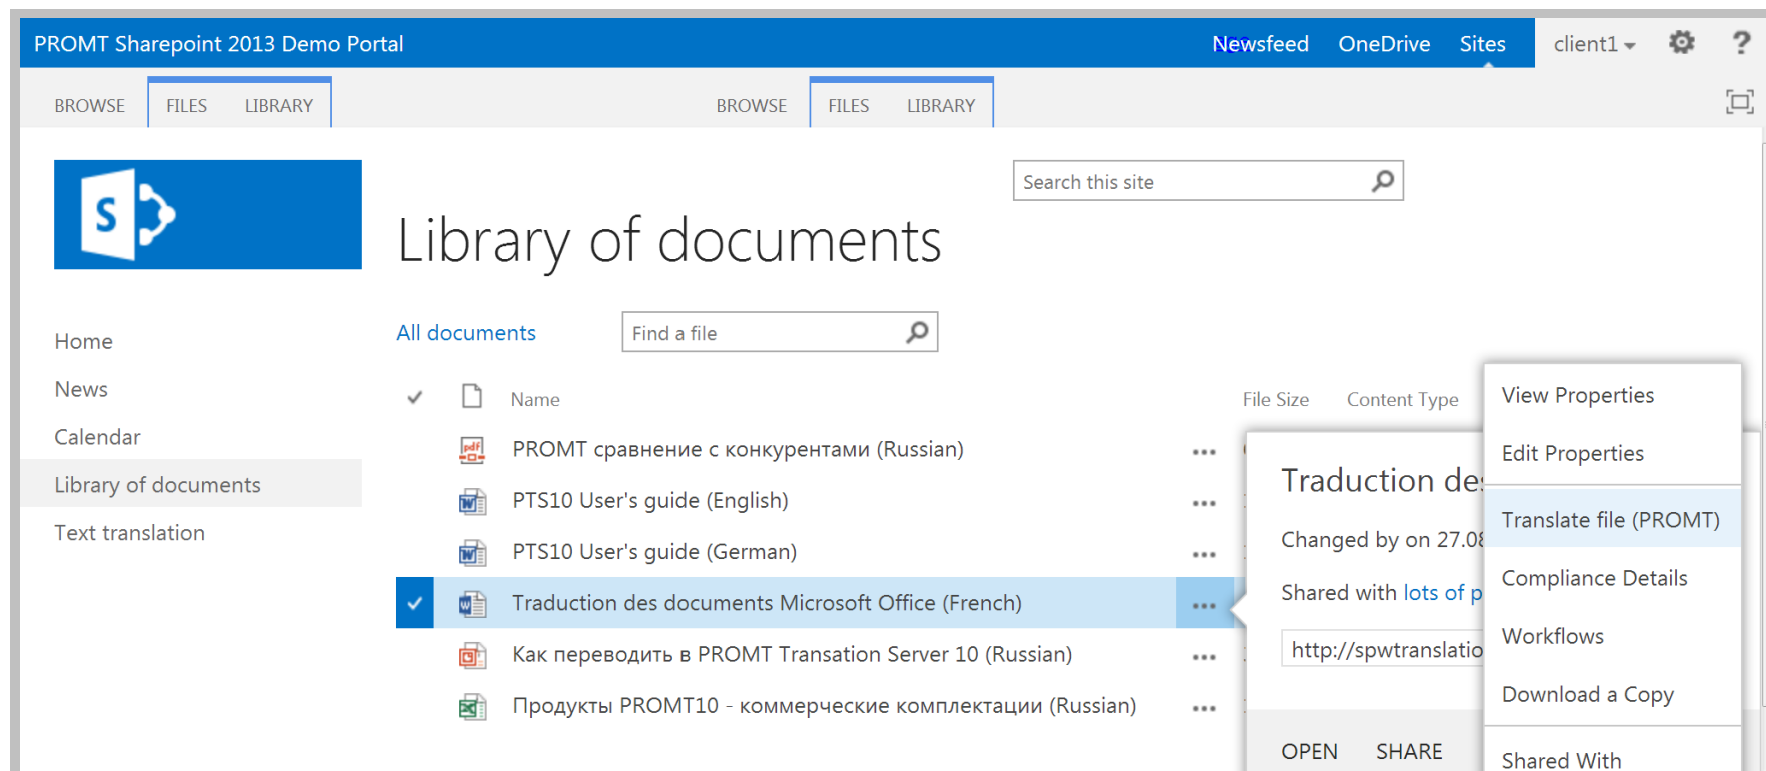 PROMT Sharepoint 2013 Demo Portal
Newsfeed OneDrive Sites client1 ?
BROWSE FILES LIBRARY BROWSE FILES LIBRARY
S
Search this site
Library of documents
All documents Find a file
Home
News
Calendar
Library of documents
Text translation
Name File Size Content Type
PROMT сравнение с конкурентами (Russian)
PTS10 User's guide (English)
PTS10 User's guide (German)
Traduction des documents Microsoft Office (French)
Как переводить в PROMT Transation Server 10 (Russian)
Продукты PROMT10 - коммерческие комплектации (Russian)
Traduction des
Changed by on 27.08
Shared with lots of p
http://spwtranslatio
OPEN SHARE
View Properties
Edit Properties
Translate file (PROMT)
Compliance Details
Workflows
Download a Copy
Shared With